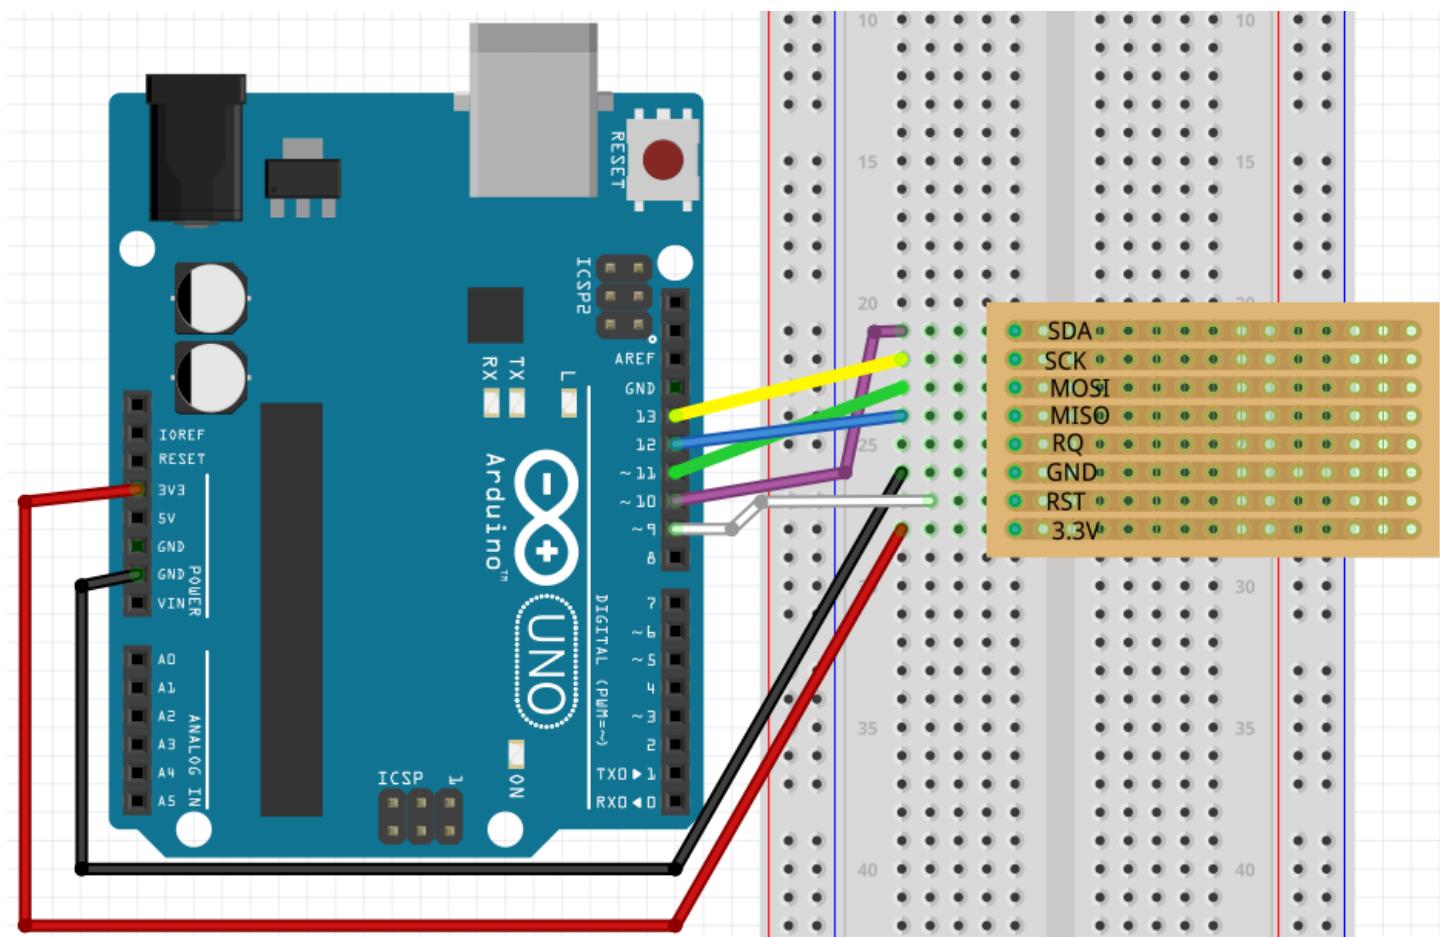 RESET
ICSP2
AREF
GND
13
12
~11
~10
~9
8
7
~6
~5
4
~3
2
TX0▶1
RX0◀0
DIGITAL (PWM=~)
RX
TX
L
IOREF
RESET
3V3
5V
GND
GND
VIN
POWER
A0
A1
A2
A3
A4
A5
ANALOG IN
Arduino™
UNO
ICSP
1
ON
10
10
15
15
20
20
25
30
30
35
35
40
40
SDA
SCK
MOSI
MISO
RQ
GND
RST
3.3V